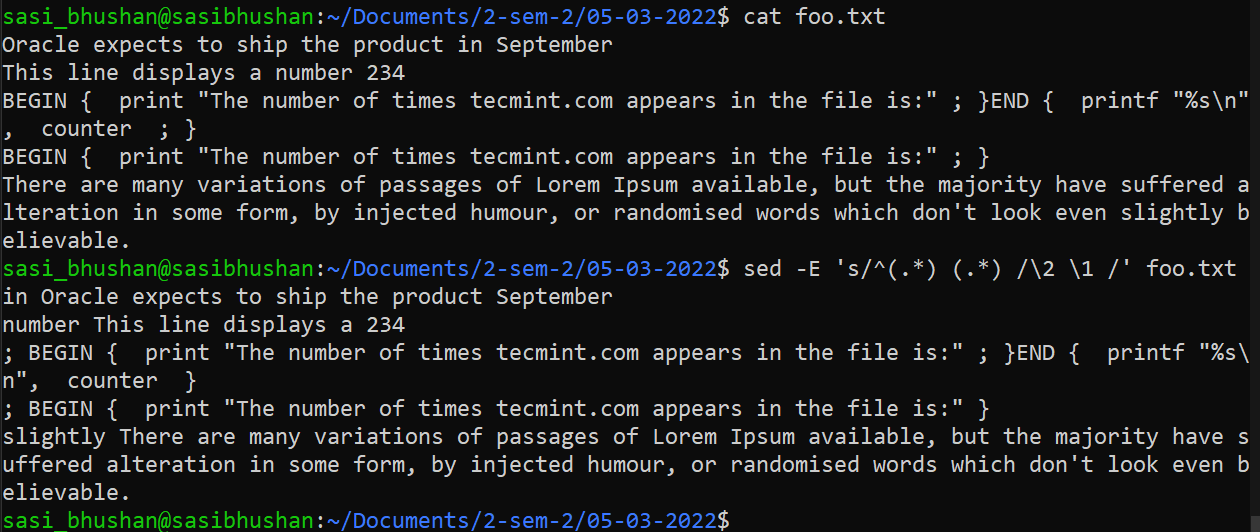 sasi_bhushan@sasibhushan:~/Documents/2-sem-2/05-03-2022$ cat foo.txt
Oracle expects to ship the product in September
This line displays a number 234
BEGIN {  print "The number of times tecmint.com appears in the file is:" ; }END {  printf "%s\n"
,  counter  ; }
BEGIN {  print "The number of times tecmint.com appears in the file is:" ; }
There are many variations of passages of Lorem Ipsum available, but the majority have suffered a
lteration in some form, by injected humour, or randomised words which don't look even slightly b
elievable.
sasi_bhushan@sasibhushan:~/Documents/2-sem-2/05-03-2022$ sed -E 's/^(.*) (.*) /\2 \1 /' foo.txt
in Oracle expects to ship the product September
number This line displays a 234
; BEGIN {  print "The number of times tecmint.com appears in the file is:" ; }END {  printf "%s\
n",  counter  }
; BEGIN {  print "The number of times tecmint.com appears in the file is:" }
slightly There are many variations of passages of Lorem Ipsum available, but the majority have s
uffered alteration in some form, by injected humour, or randomised words which don't look even b
elievable.
sasi_bhushan@sasibhushan:~/Documents/2-sem-2/05-03-2022$